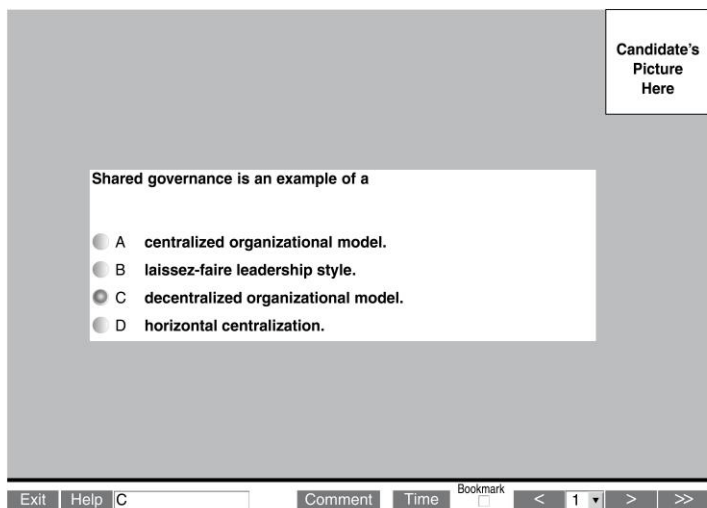 Candidate's
Picture
Here
Shared governance is an example of a
A centralized organizational model.
B laissez-faire leadership style.
C decentralized organizational model.
D horizontal centralization.
Bookmark
Exit Help C Comment Time < 1 > >>